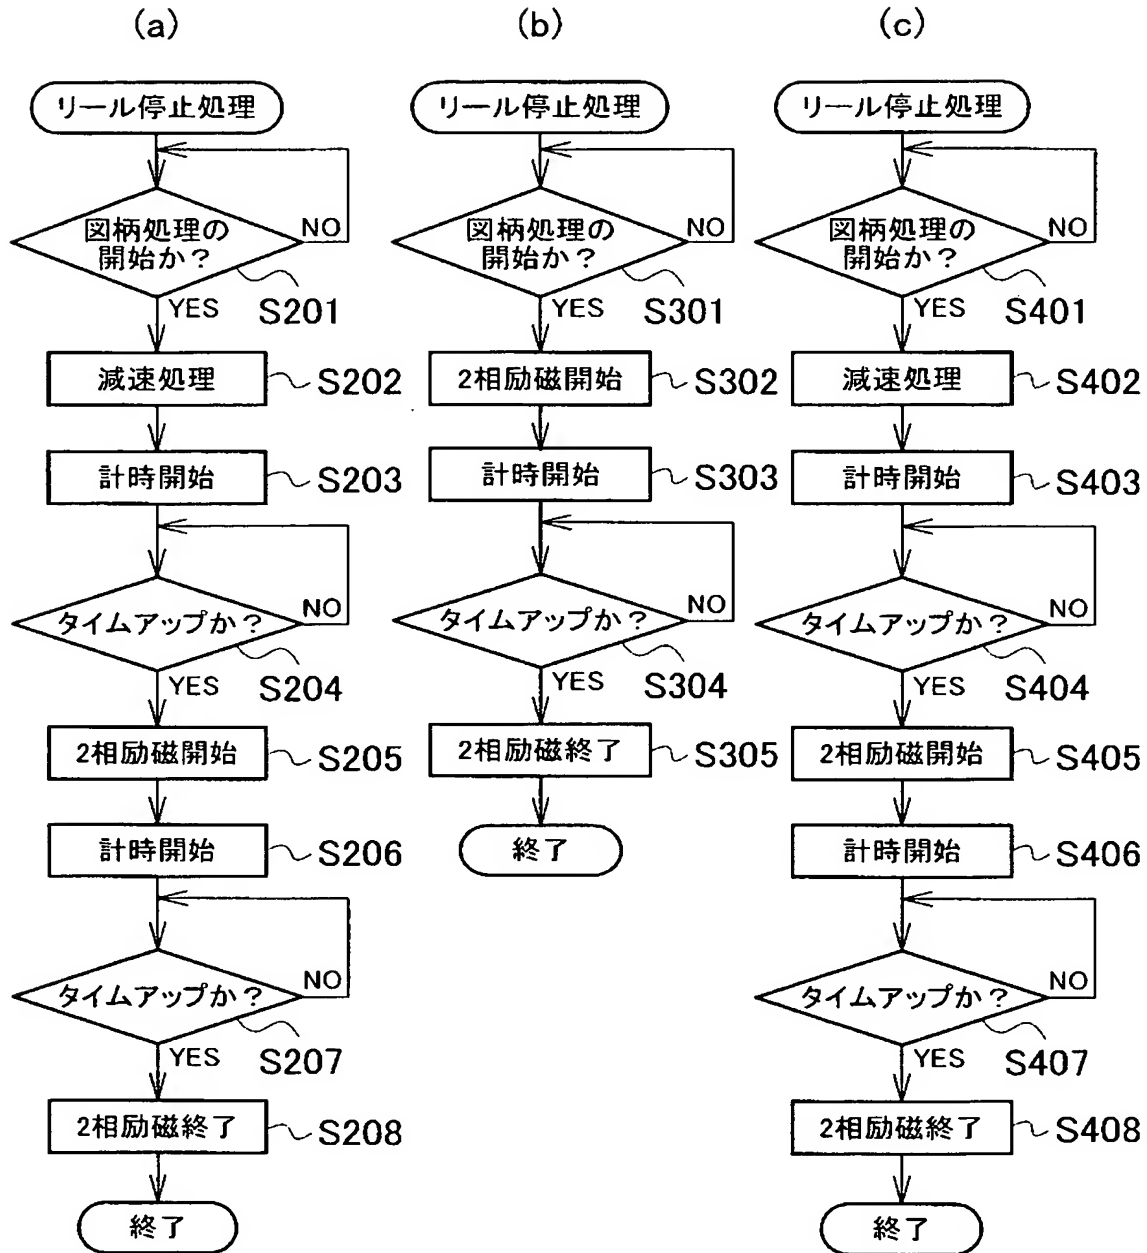 (a)
リール停止処理
図柄処理の
開始か？
NO
YES
S201
減速処理
S202
計時開始
S203
タイムアップか？
NO
YES
S204
2相励磁開始
S205
計時開始
S206
タイムアップか？
NO
YES
S207
2相励磁終了
S208
終了
(b)
リール停止処理
図柄処理の
開始か？
NO
YES
S301
2相励磁開始
S302
計時開始
S303
タイムアップか？
NO
YES
S304
2相励磁終了
S305
終了
(c)
リール停止処理
図柄処理の
開始か？
NO
YES
S401
減速処理
S402
計時開始
S403
タイムアップか？
NO
YES
S404
2相励磁開始
S405
計時開始
S406
タイムアップか？
NO
YES
S407
2相励磁終了
S408
終了